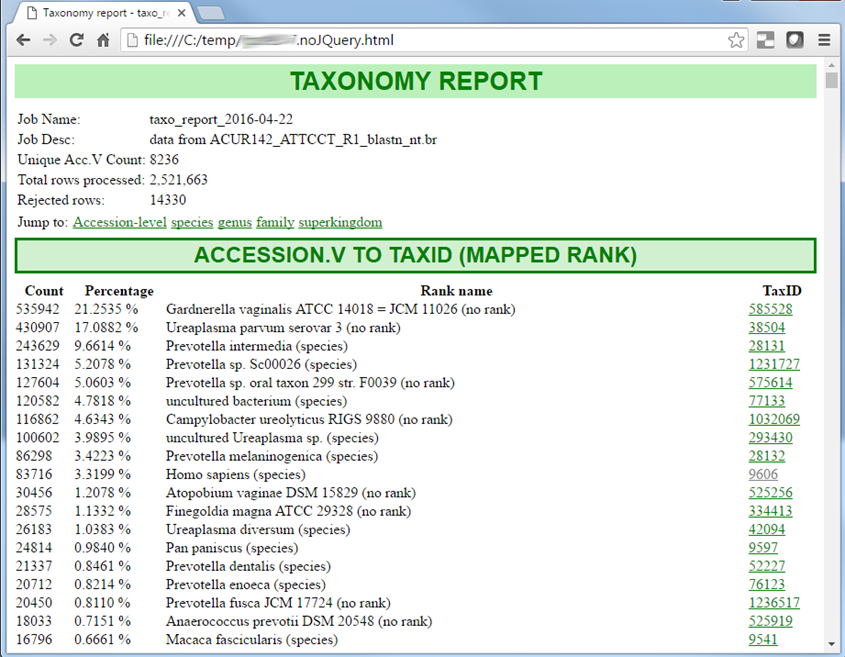 Taxonomy report - taxo_r
file:///C:/temp/ .noJQuery.html
TAXONOMY REPORT
Job Name: taxo_report_2016-04-22
Job Desc: data from ACUR142_ATTCCT_R1_blastn_nt.br
Unique Acc.V Count: 8236
Total rows processed: 2,521,663
Rejected rows: 14330
Jump to: Accession-level species genus family superkingdom
ACCESSION.V TO TAXID (MAPPED RANK)
Count Percentage Rank name TaxID
535942 21.2535 % Gardnerella vaginalis ATCC 14018 = JCM 11026 (no rank) 585528
430907 17.0882 % Ureaplasma parvum serovar 3 (no rank) 38504
243629 9.6614 % Prevotella intermedia (species) 28131
131324 5.2078 % Prevotella sp. Sc00026 (species) 1231727
127604 5.0603 % Prevotella sp. oral taxon 299 str. F0039 (no rank) 575614
120582 4.7818 % uncultured bacterium (species) 77133
116862 4.6343 % Campylobacter ureolyticus RIGS 9880 (no rank) 1032069
100602 3.9895 % uncultured Ureaplasma sp. (species) 293430
86298 3.4223 % Prevotella melaninogenica (species) 28132
83716 3.3199 % Homo sapiens (species) 9606
30456 1.2078 % Atopobium vaginae DSM 15829 (no rank) 525256
28575 1.1332 % Finegoldia magna ATCC 29328 (no rank) 334413
26183 1.0383 % Ureaplasma diversum (species) 42094
24814 0.9840 % Pan paniscus (species) 9597
21337 0.8461 % Prevotella dentalis (species) 52227
20712 0.8214 % Prevotella enoeca (species) 76123
20450 0.8110 % Prevotella fusca JCM 17724 (no rank) 1236517
18033 0.7151 % Anaerococcus prevotii DSM 20548 (no rank) 525919
16796 0.6661 % Macaca fascicularis (species) 9541